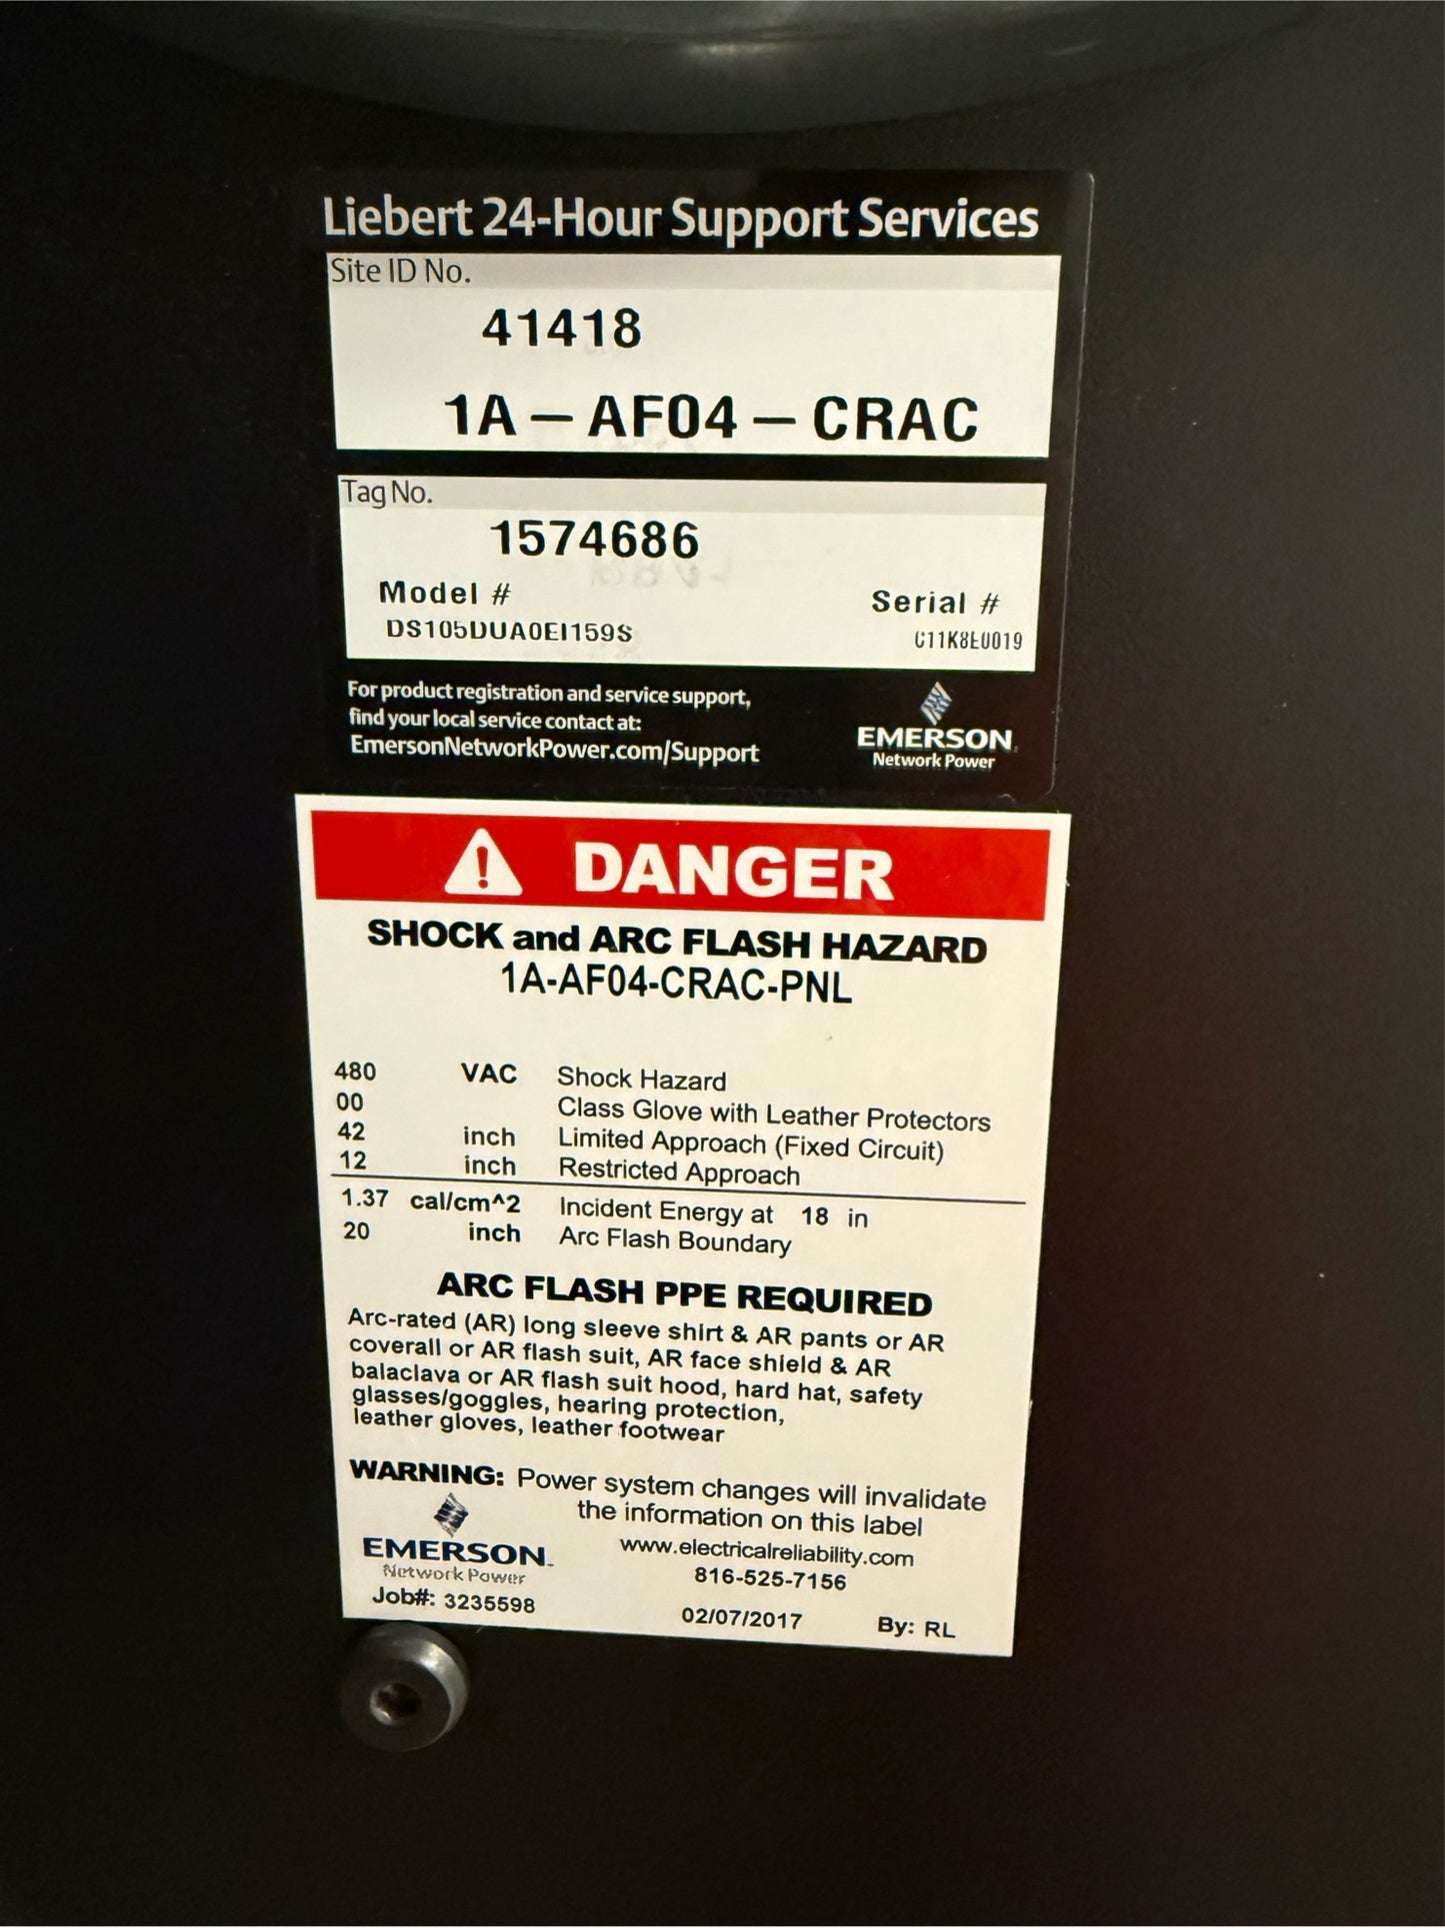 Liebert 24-Hour Support Services
Site ID No.
41418
1A – AF04 – CRAC
Tag No.
1574686
Model # Serial #
DS105DUA0EI159S C11K8E0019
For product registration and service support,
find your local service contact at:
EmersonNetworkPower.com/Support
EMERSON
Network Power
DANGER
SHOCK and ARC FLASH HAZARD
1A-AF04-CRAC-PNL
480 VAC Shock Hazard
00 Class Glove with Leather Protectors
42 inch Limited Approach (Fixed Circuit)
12 inch Restricted Approach
1.37 cal/cm^2 Incident Energy at 18 in
20 inch Arc Flash Boundary
ARC FLASH PPE REQUIRED
Arc-rated (AR) long sleeve shirt & AR pants or AR
coverall or AR flash suit, AR face shield & AR
balaclava or AR flash suit hood, hard hat, safety
glasses/goggles, hearing protection,
leather gloves, leather footwear
WARNING: Power system changes will invalidate
the information on this label
EMERSON
Network Power
www.electricalreliability.com
816-525-7156
Job#: 3235598
02/07/2017 By: RL